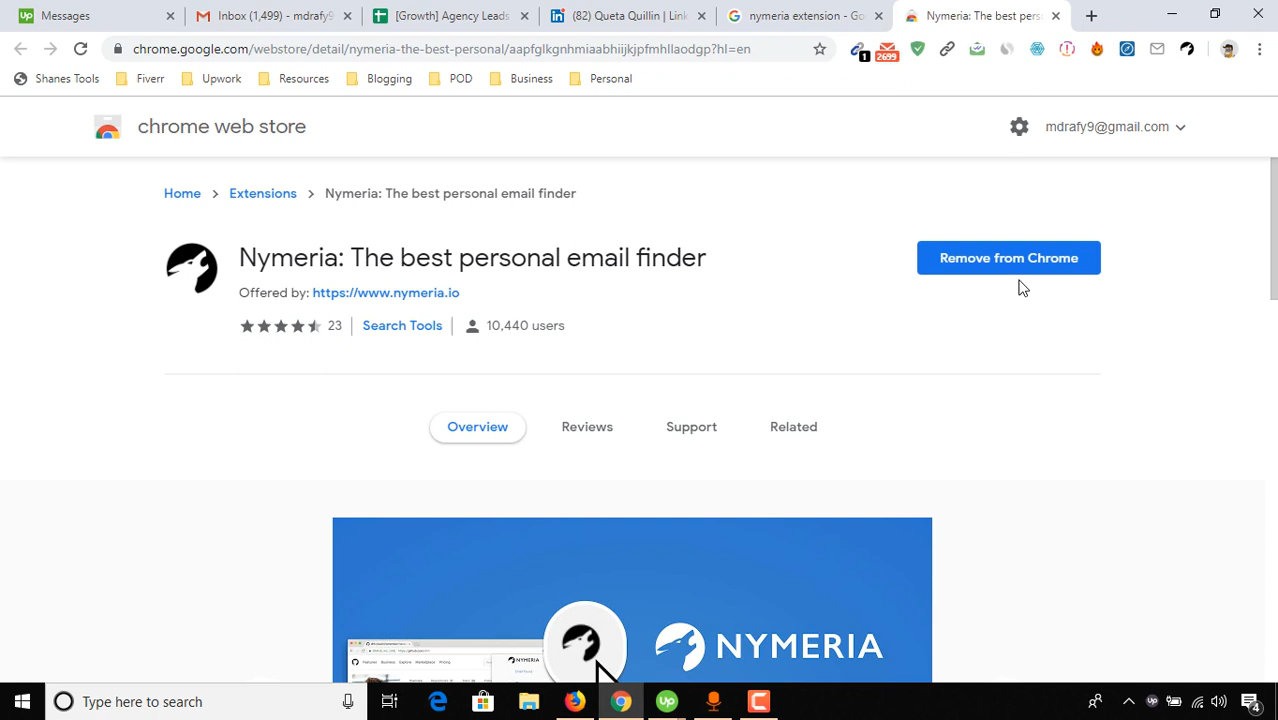 Messages
Inbox (1,499) - mdrafy9
[Growth] Agency Leads
(82) Queta Quillin | Link
nymeria extension - Go
Nymeria: The best pers
chrome.google.com/webstore/detail/nymeria-the-best-personal/aapfglkgnhmiaabhiijkjpfmhllaodgp?hl=en
1
2699
Shanes Tools
Fiverr
Upwork
Resources
Blogging
POD
Business
Personal
chrome web store
mdrafy9@gmail.com
Home > Extensions > Nymeria: The best personal email finder
Nymeria: The best personal email finder
Remove from Chrome
Offered by: https://www.nymeria.io
23
Search Tools
10,440 users
Overview
Reviews
Support
Related
NYMERIA
Type here to search
4